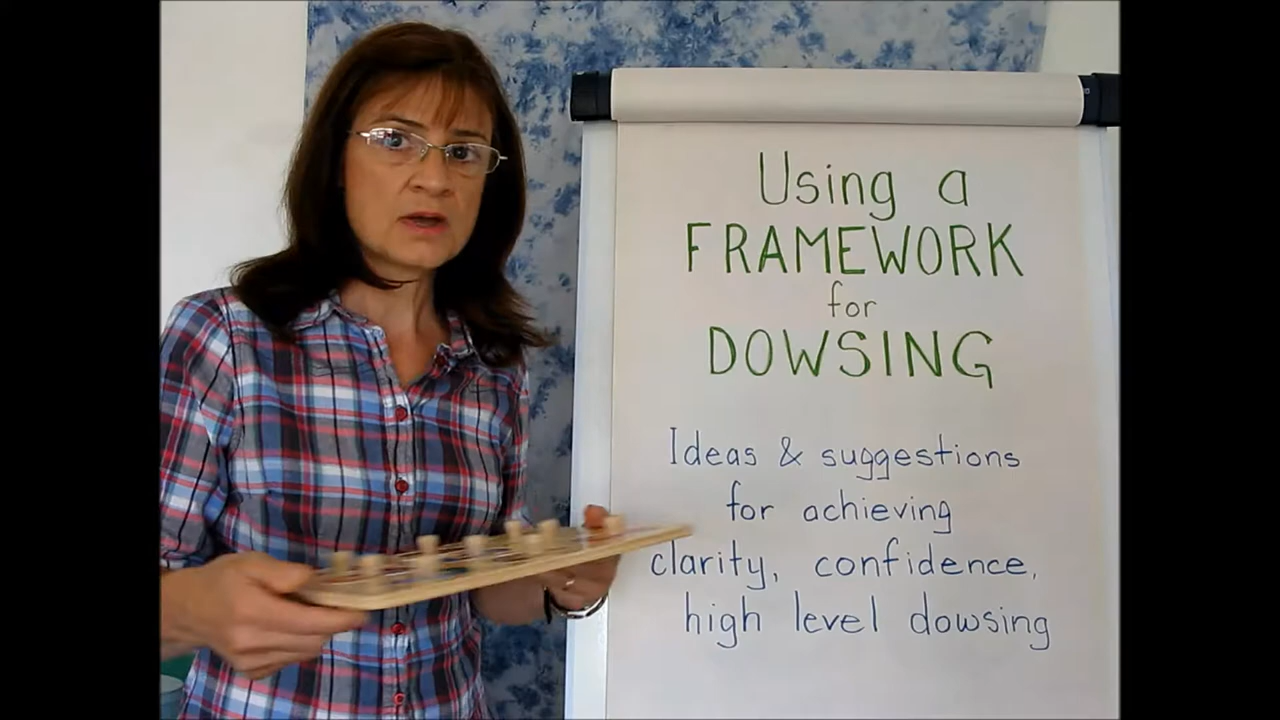 Using a
FRAMEWORK
for
DOWSING
Ideas & suggestions
for achieving
clarity, confidence,
high level dowsing